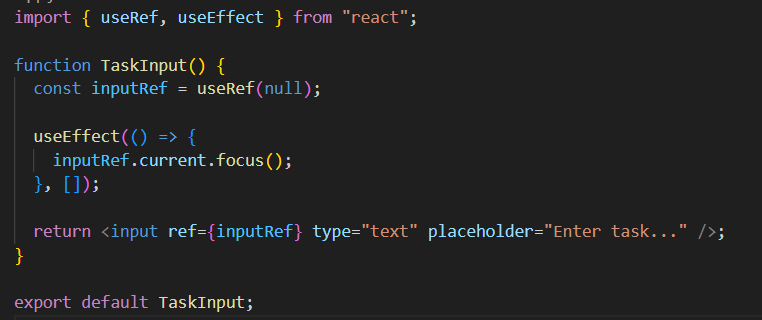 import { useRef, useEffect } from "react";
function TaskInput() {
const inputRef = useRef(null);
useEffect(() => {
inputRef.current.focus();
}, []);
return <input ref={inputRef} type="text" placeholder="Enter task..." />;
}
export default TaskInput;